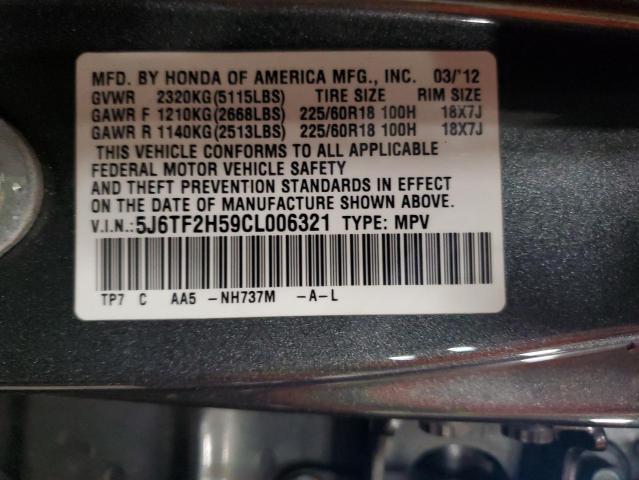 MFD. BY HONDA OF AMERICA MFG., INC. 03/'12
GVWR 2320KG(5115LBS) TIRE SIZE RIM SIZE
GAWR F 1210KG(2668LBS) 225/60R18 100H 18X7J
GAWR R 1140KG(2513LBS) 225/60R18 100H 18X7J
THIS VEHICLE CONFORMS TO ALL APPLICABLE
FEDERAL MOTOR VEHICLE SAFETY
AND THEFT PREVENTION STANDARDS IN EFFECT
ON THE DATE OF MANUFACTURE SHOWN ABOVE.
V.I.N.:5J6TF2H59CL006321 TYPE: MPV
TP7 C AA5 -NH737M -A-L